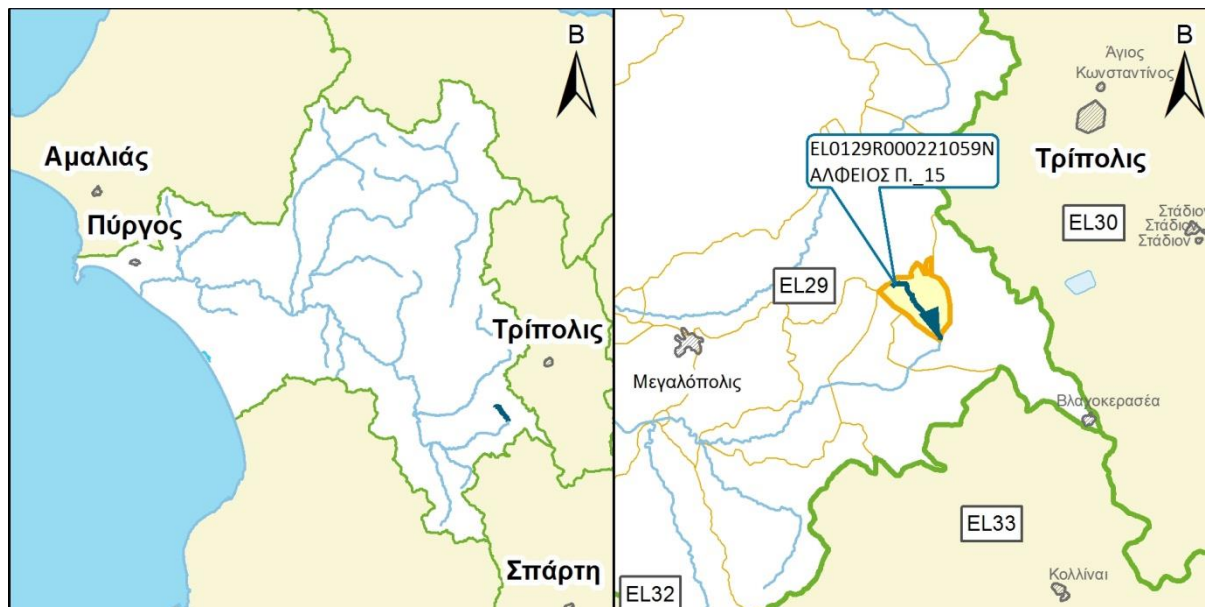 Β
Αμαλιάς
Πύργος
Τρίπολις
Σπάρτη
Β
Άγιος
Κωνσταντίνος
EL0129R000221059N
ΑΛΦΕΙΟΣ Π._15
Τρίπολις
Στάδιον
Στάδιον
Στάδιον
EL30
EL29
Μεγαλόπολις
Βλαχοκερασέα
EL33
Κολλίναι
EL32